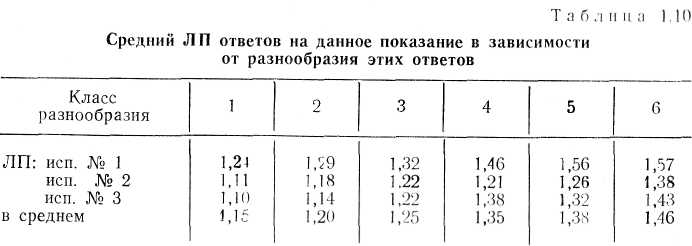 Таблица 1.10
Средний ЛП ответов на данное показание в зависимости
от разнообразия этих ответов
Класс
разнообразия 1 2 3 4 5 6
ЛП: исп. № 1 1,24 1,29 1,32 1,46 1,56 1,57
исп. № 2 1,11 1,18 1.22 1,21 1,26 1,38
исп. № 3 1,10 1,14 1,22 1,38 1,32 1,43
в среднем 1,15 1,20 1,25 1,35 1,38 1,46